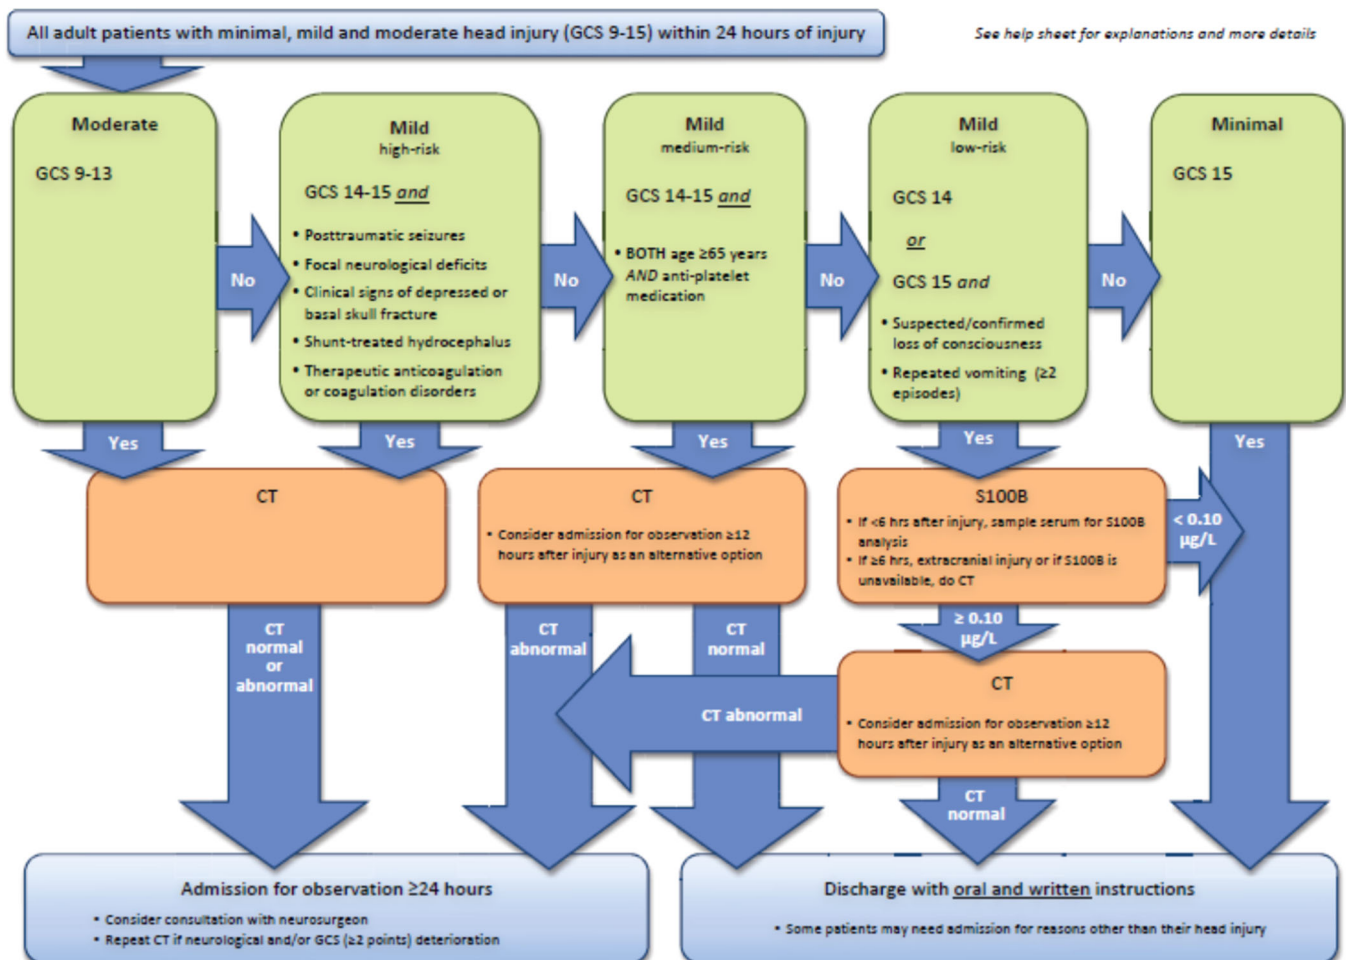 All adult patients with minimal, mild and moderate head injury (GCS 9-15) within 24 hours of injury
See help sheet for explanations and more details
Moderate
GCS 9-13
No
Yes
Mild
high-risk
GCS 14-15 and
• Posttraumatic seizures
• Focal neurological deficits
• Clinical signs of depressed or
basal skull fracture
• Shunt-treated hydrocephalus
• Therapeutic anticoagulation
or coagulation disorders
No
Yes
Mild
medium-risk
GCS 14-15 and
• BOTH age ≥65 years
AND anti-platelet
medication
No
Yes
Mild
low-risk
GCS 14
or
GCS 15 and
• Suspected/confirmed
loss of consciousness
• Repeated vomiting (≥2
episodes)
No
Yes
Minimal
GCS 15
Yes
CT
CT
• Consider admission for observation ≥12
hours after injury as an alternative option
S100B
• If <6 hrs after injury, sample serum for S100B
analysis
• If ≥6 hrs, extracranial injury or if S100B is
unavailable, do CT
< 0.10
µg/L
≥ 0.10
µg/L
CT
normal
or
abnormal
CT
abnormal
CT
normal
CT abnormal
CT
• Consider admission for observation ≥12
hours after injury as an alternative option
CT
normal
Admission for observation ≥24 hours
• Consider consultation with neurosurgeon
• Repeat CT if neurological and/or GCS (≥2 points) deterioration
Discharge with oral and written instructions
• Some patients may need admission for reasons other than their head injury